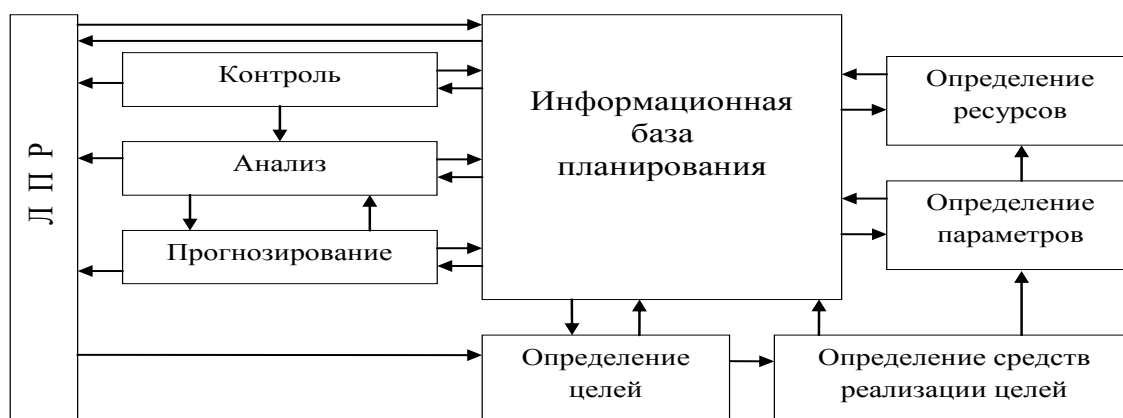 Л П Р
Контроль
Анализ
Прогнозирование
Информационная
база
планирования
Определение
ресурсов
Определение
параметров
Определение
целей
Определение средств
реализации целей